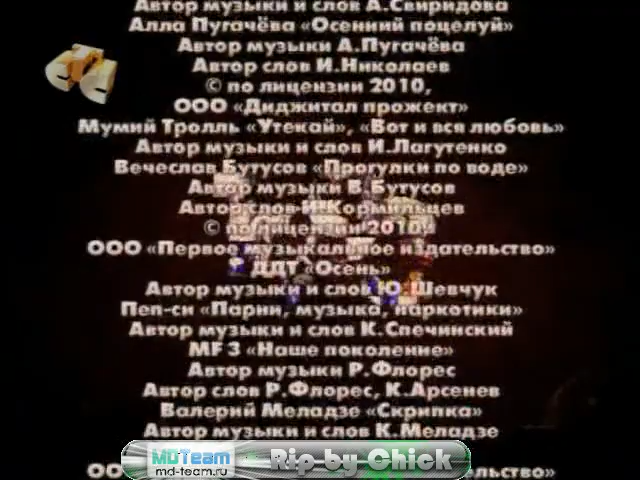 Автор музыки и слов А.Свиридова
Алла Пугачёва «Осенний поцелуй»
Автор музыки А.Пугачёва
Автор слов И.Николаев
© по лицензии 2010,
ООО «Диджитал прожект»
Мумий Тролль «Утекай», «Вот и вся любовь»
Автор музыки и слов И.Лагутенко
Вечеслав Бутусов «Прогулки по воде»
Автор музыки В.Бутусов
Автор слов И.Кормильцев
© по лицензии 2010,
ООО «Первое музыкальное издательство»
ДДТ «Осень»
Автор музыки и слов Ю.Шевчук
Пеп-си «Парни, музыка, наркотики»
Автор музыки и слов К.Спечинский
MF 3 «Наше поколение»
Автор музыки Р.Флорес
Автор слов Р.Флорес, К.Арсенев
Валерий Меладзе «Скрипка»
Автор музыки и слов К.Меладзе
MDTeam - Rip by Chick
md-team.ru
ООО